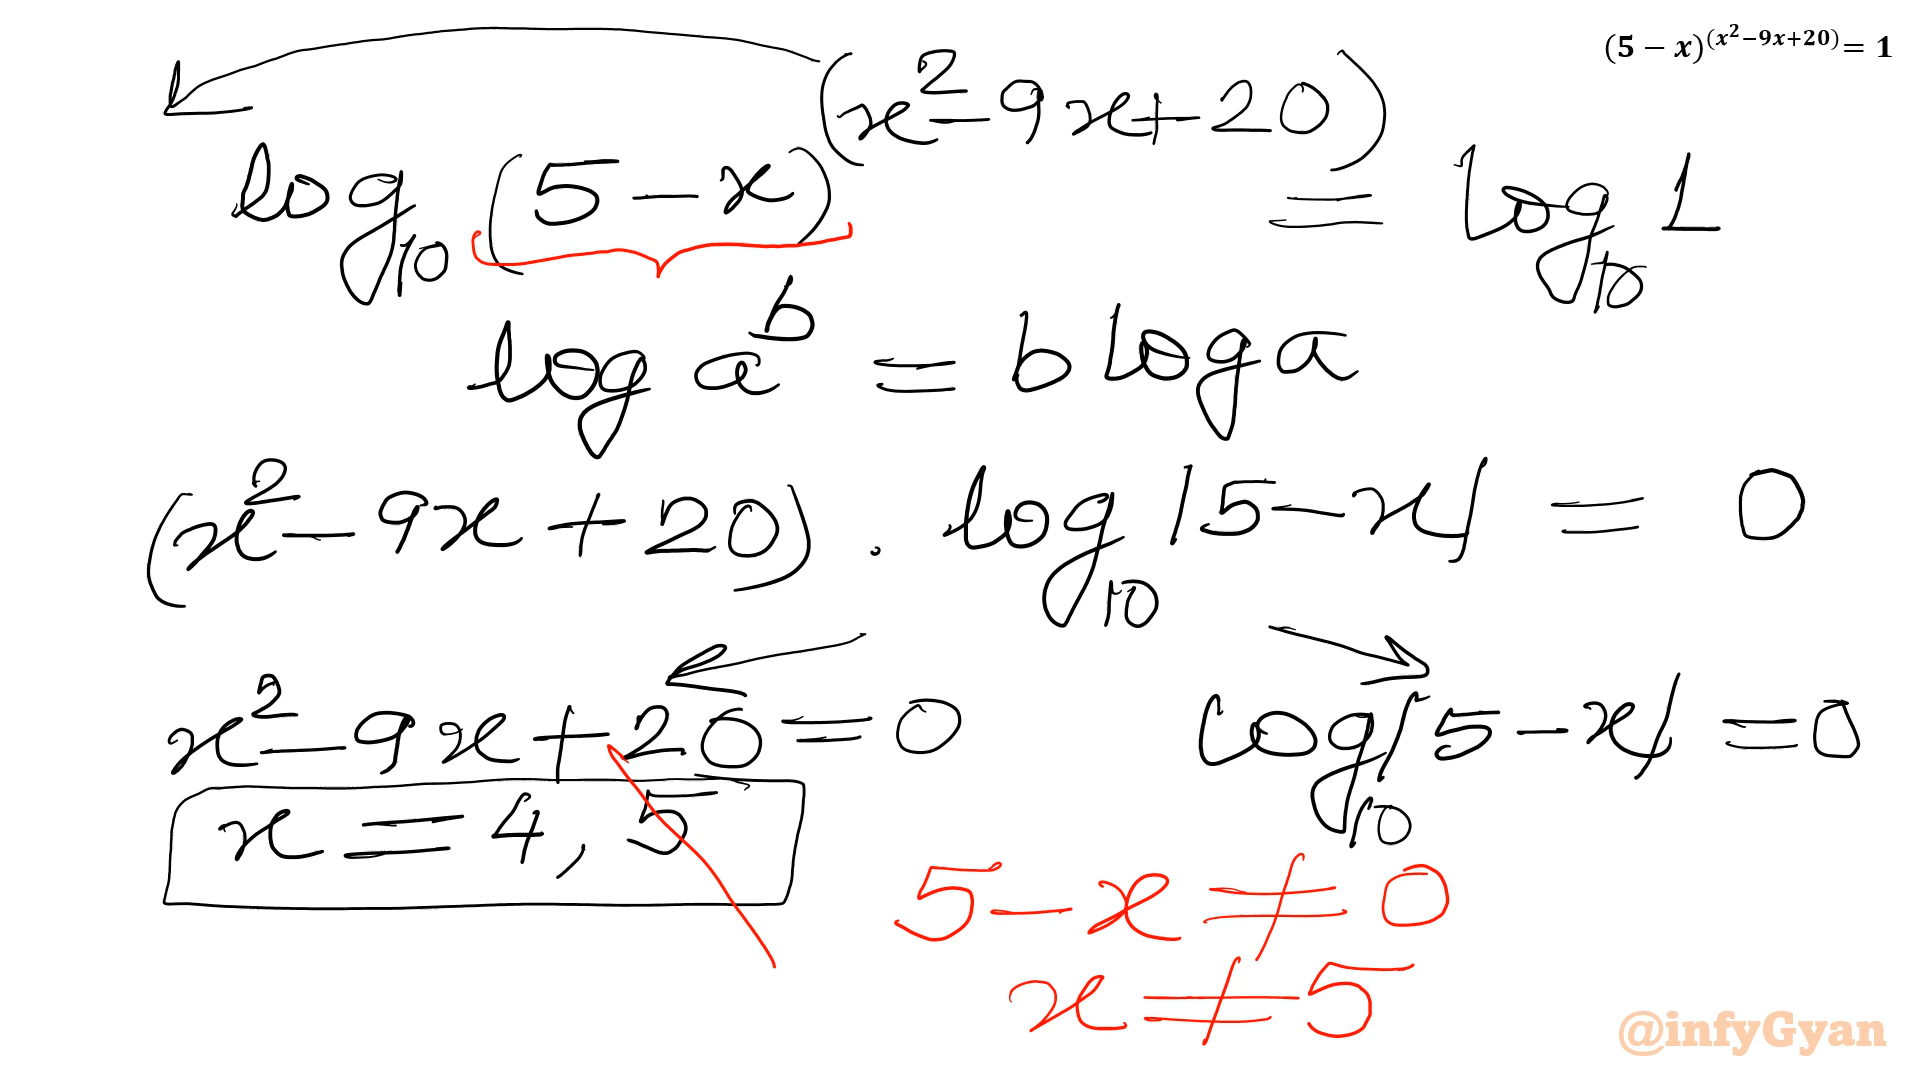 (5 − x)^(x²−9x+20) = 1
log₁₀ (5 − x)^(x² − 9x + 20) = log₁₀ 1
log a^b = b log a
(x² − 9x + 20) . log₁₀ |5 − x| = 0
x² − 9x + 20 = 0
log₁₀ |5 − x| = 0
x = 4, 5
5 − x ≠ 0
x ≠ 5
@infyGyan